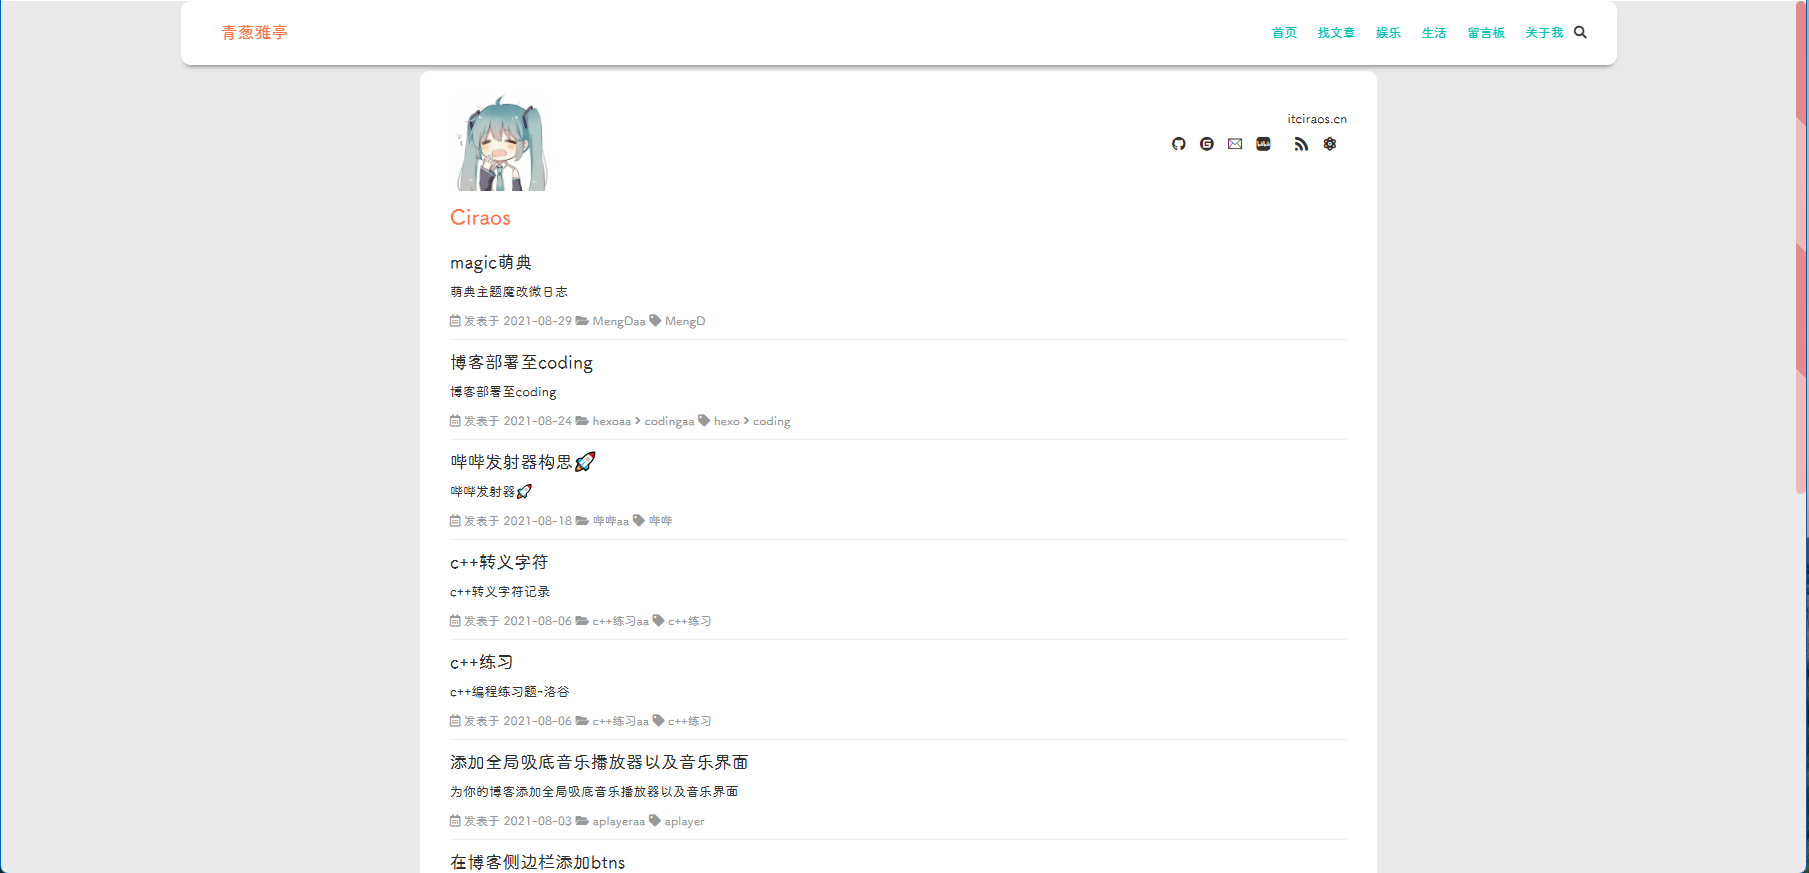 青葱雅亭
首页 找文章 娱乐 生活 留言板 关于我
itciraos.cn
Ciraos
magic萌典
萌典主题魔改微日志
发表于 2021-08-29 MengDaa MengD
博客部署至coding
博客部署至coding
发表于 2021-08-24 hexoaa > codingaa hexo > coding
哔哔发射器构思🚀
哔哔发射器🚀
发表于 2021-08-18 哔哔aa 哔哔
c++转义字符
c++转义字符记录
发表于 2021-08-06 c++练习aa c++练习
c++练习
c++编程练习题~洛谷
发表于 2021-08-06 c++练习aa c++练习
添加全局吸底音乐播放器以及音乐界面
为你的博客添加全局吸底音乐播放器以及音乐界面
发表于 2021-08-03 aplayeraa aplayer
在博客侧边栏添加btns